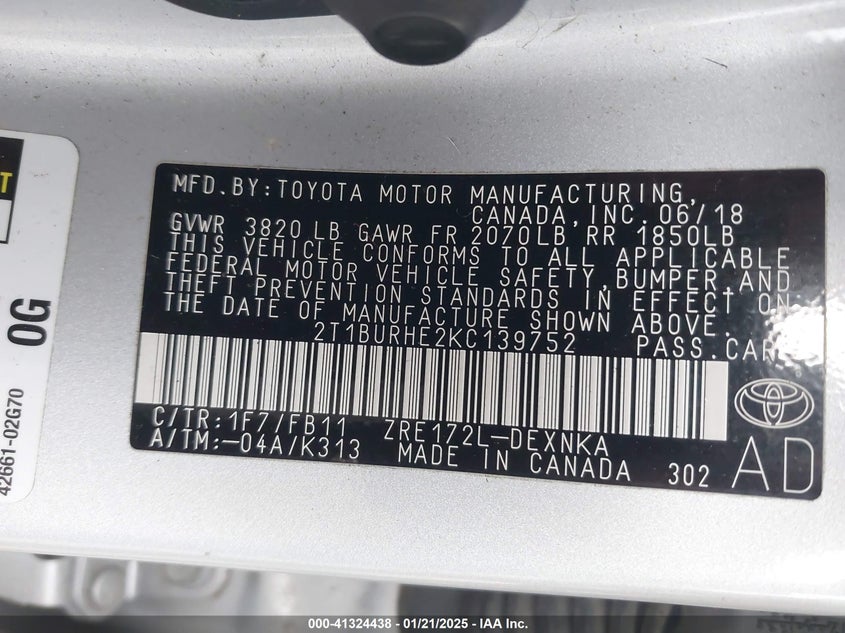 MFD.BY:TOYOTA MOTOR MANUFACTURING,
CANADA,INC. 06/18
GVWR 3820 LB GAWR FR 2070LB RR 1850LB
THIS VEHICLE CONFORMS TO ALL APPLICABLE
FEDERAL MOTOR VEHICLE SAFETY,BUMPER,AND
THEFT PREVENTION STANDARDS IN EFFECT ON
THE DATE OF MANUFACTURE SHOWN ABOVE.
2T1BURHE2KC139752 PASS.CAR
C/TR:1F7/FB11 ZRE172L-DEXNKA
A/TM:-04A/K313 MADE IN CANADA 302
AD
T
0G
42661-02G70
000-41324438 - 01/21/2025 - IAA, Inc.